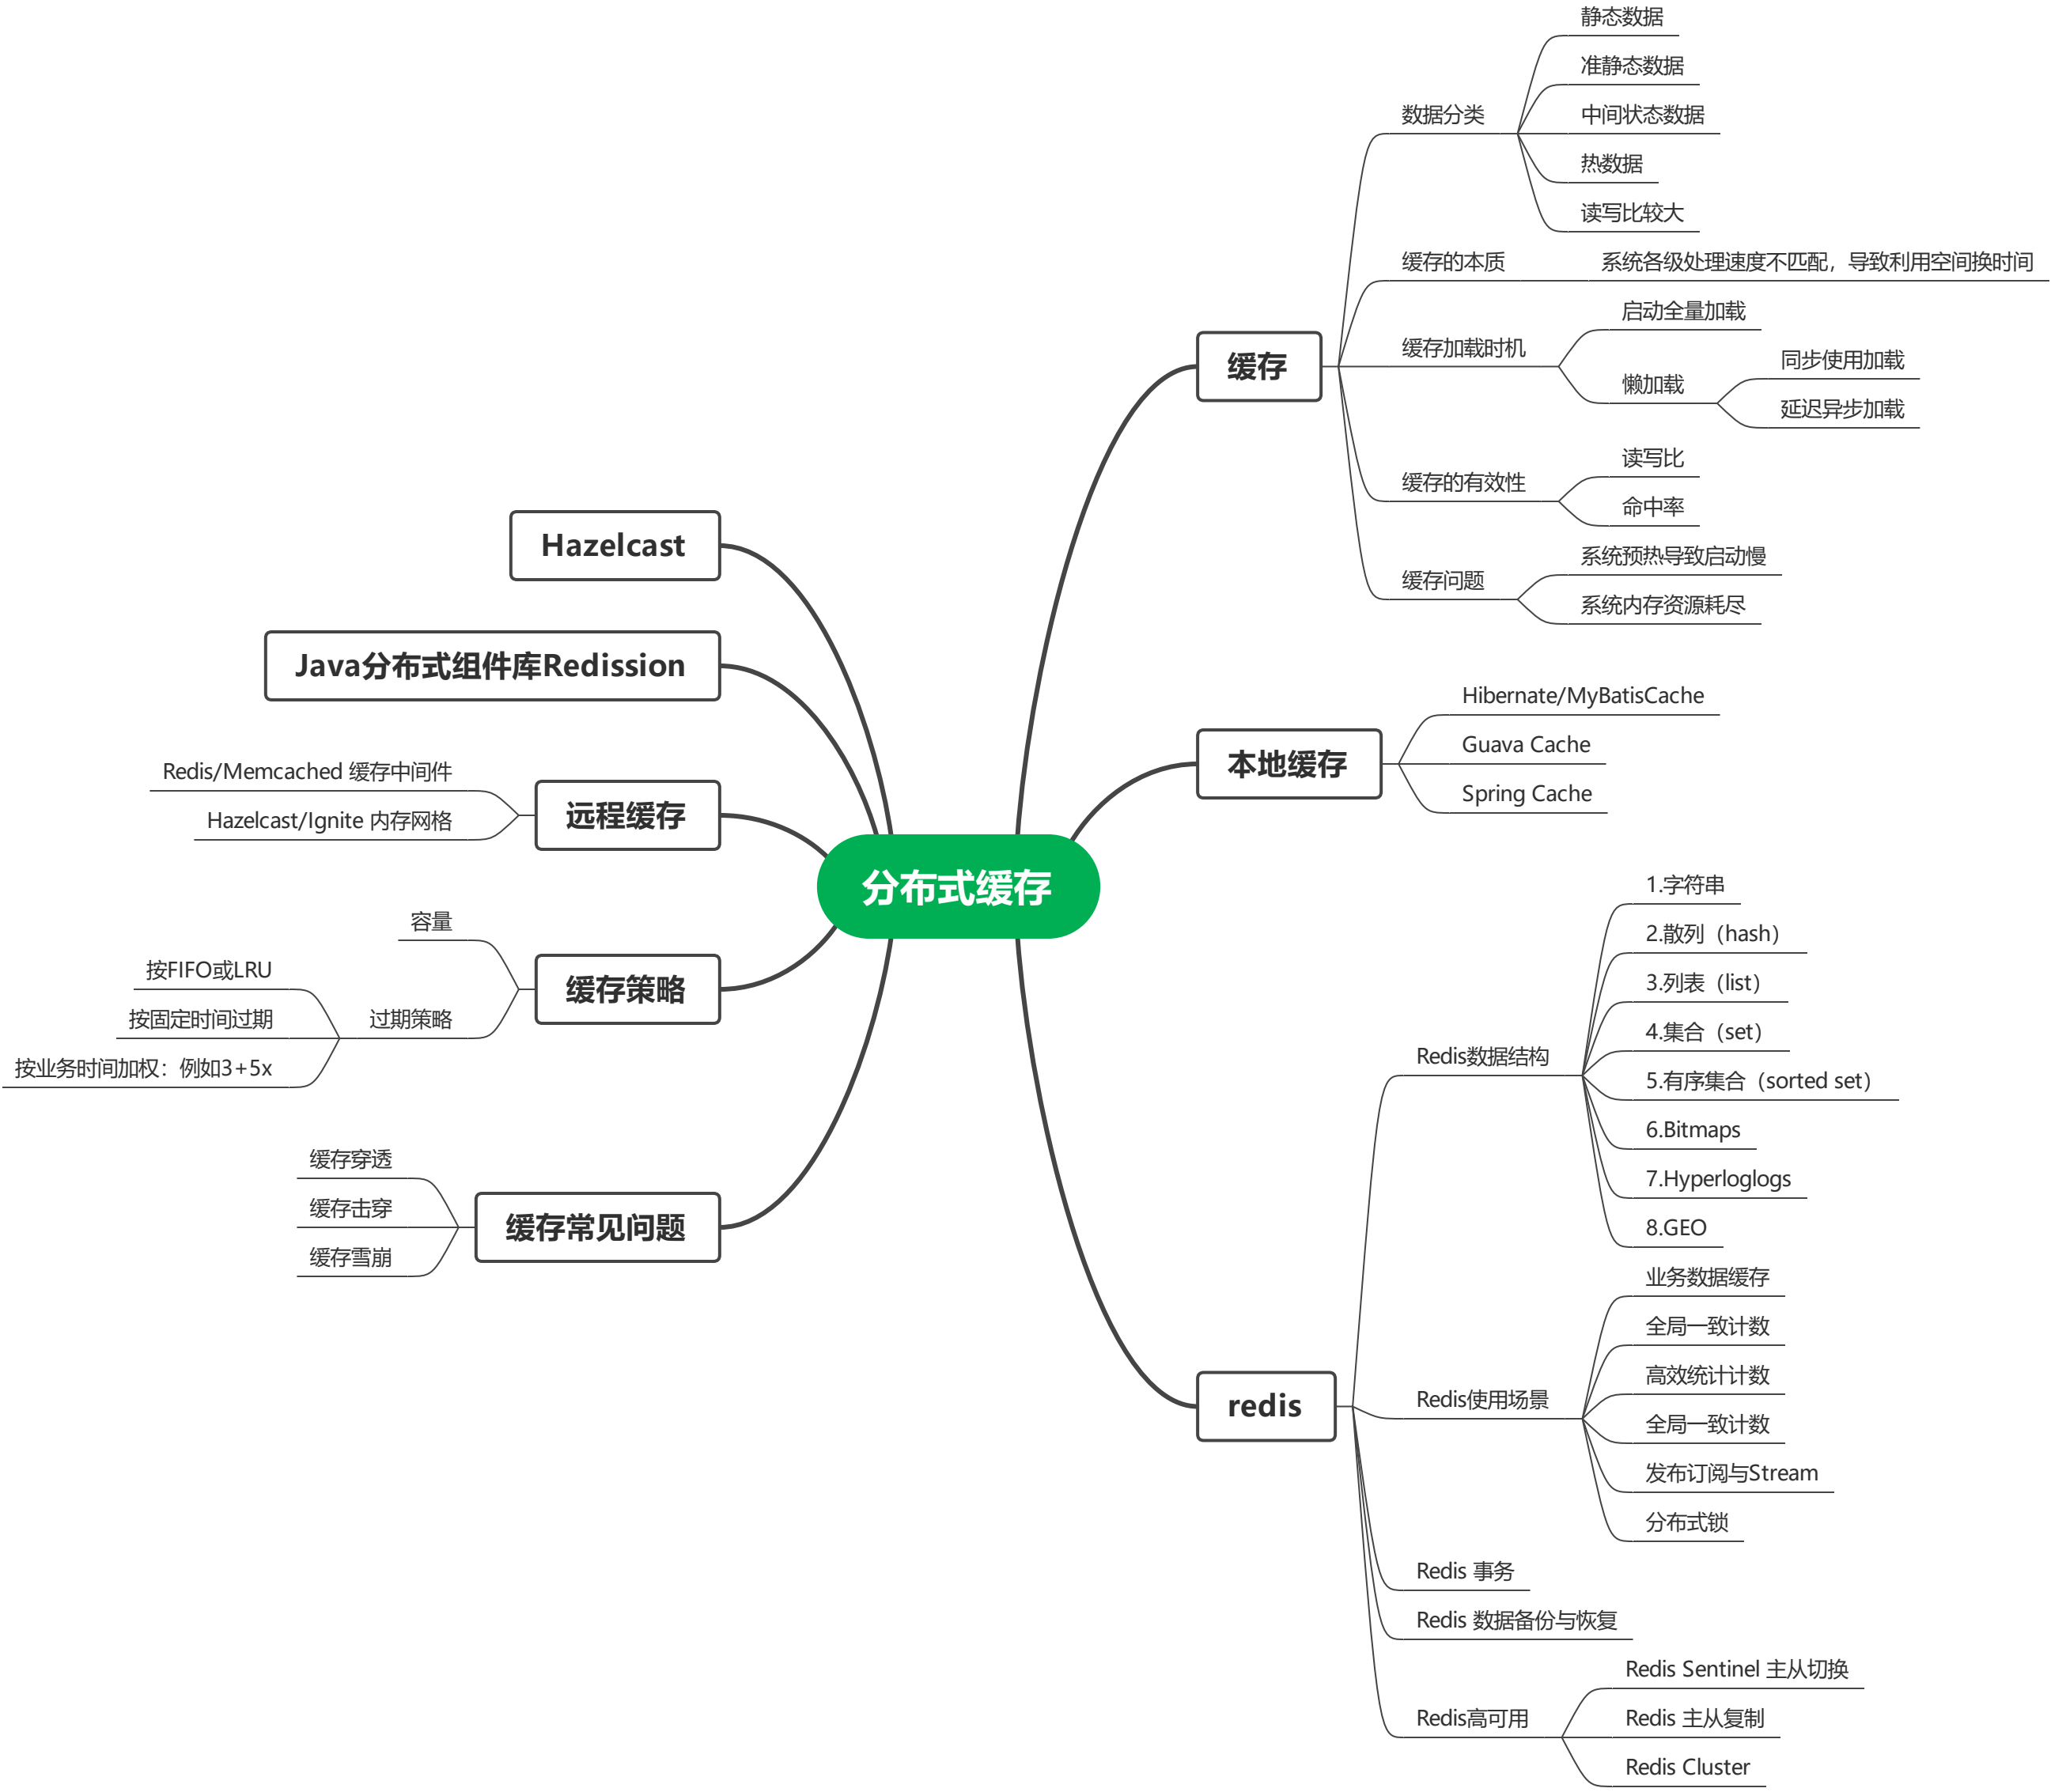 分布式缓存
缓存
数据分类
静态数据
准静态数据
中间状态数据
热数据
读写比较大
缓存的本质
系统各级处理速度不匹配，导致利用空间换时间
缓存加载时机
启动全量加载
懒加载
同步使用加载
延迟异步加载
缓存的有效性
读写比
命中率
缓存问题
系统预热导致启动慢
系统内存资源耗尽
本地缓存
Hibernate/MyBatisCache
Guava Cache
Spring Cache
redis
Redis数据结构
1.字符串
2.散列（hash）
3.列表（list）
4.集合（set）
5.有序集合（sorted set）
6.Bitmaps
7.Hyperloglogs
8.GEO
Redis使用场景
业务数据缓存
全局一致计数
高效统计计数
全局一致计数
发布订阅与Stream
分布式锁
Redis 事务
Redis 数据备份与恢复
Redis高可用
Redis Sentinel 主从切换
Redis 主从复制
Redis Cluster
Hazelcast
Java分布式组件库Redission
远程缓存
Redis/Memcached 缓存中间件
Hazelcast/Ignite 内存网格
缓存策略
容量
过期策略
按FIFO或LRU
按固定时间过期
按业务时间加权：例如3+5x
缓存常见问题
缓存穿透
缓存击穿
缓存雪崩